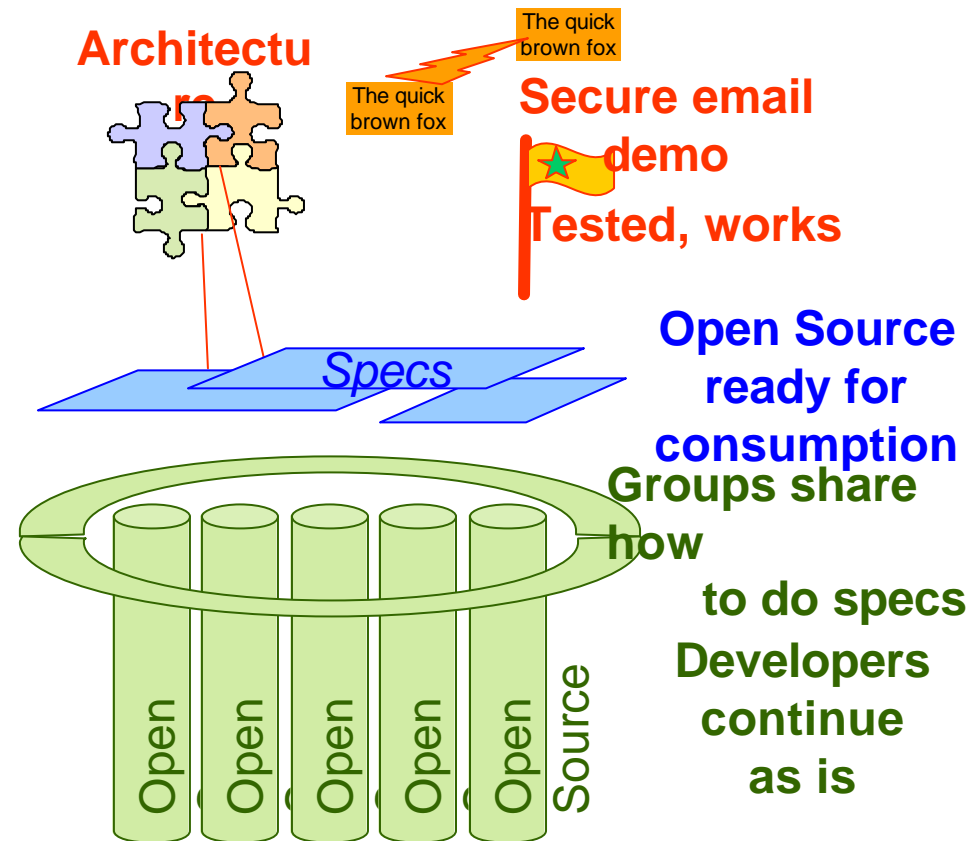 The quick
brown fox
Architectu
re
The quick
brown fox
Secure email
demo
Tested, works
Specs
Open Source
ready for
consumption
Groups share
how
to do specs
Developers
continue
as is
Open
Open
Open
Open
Open
Source